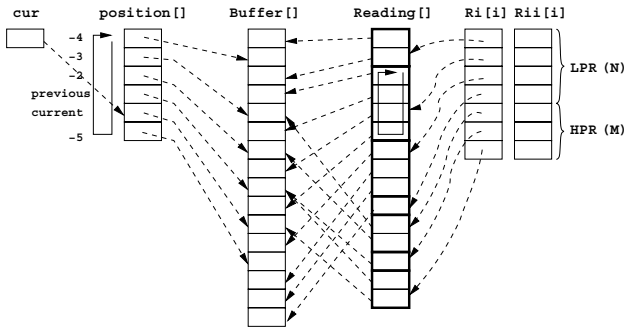 cur position[] Buffer[] Reading[] Ri[i] Rii[i]
-4
-3
-2
previous
current
-5
LPR (N)
HPR (M)